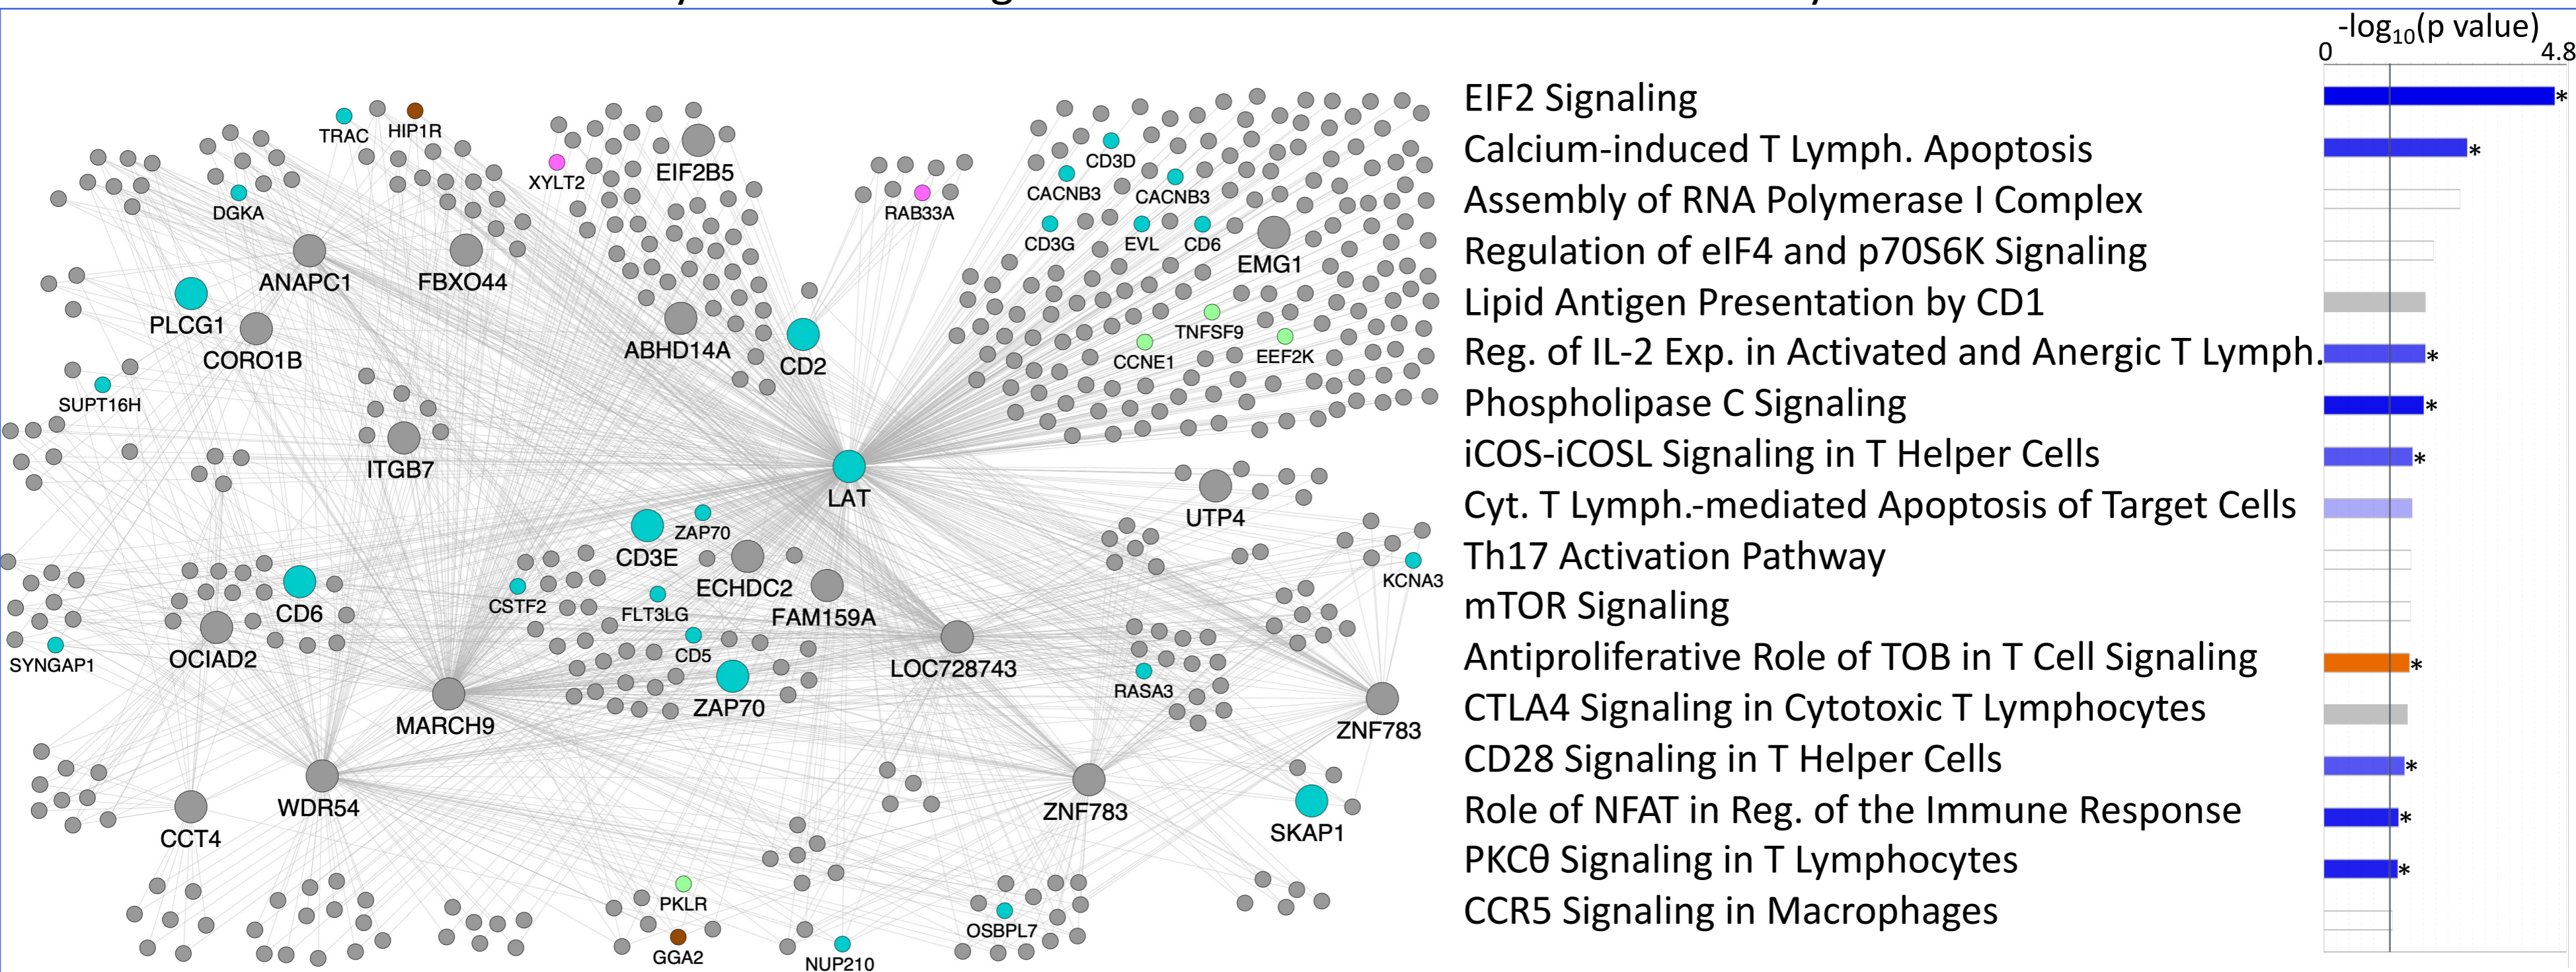 -log10(p value)
0 4.8
TRAC
HIP1R
XYLT2
EIF2B5
DGKA
RAB33A
CD3D
CACNB3
CACNB3
CD3G
EVL
CD6
EMG1
ANAPC1
FBXO44
PLCG1
CORO1B
ABHD14A
CD2
TNFSF9
CCNE1
EEF2K
SUPT16H
ITGB7
LAT
UTP4
ZAP70
CD3E
ECHDC2
KCNA3
CSTF2
FLT3LG
FAM159A
CD6
SYNGAP1
OCIAD2
CD5
LOC728743
RASA3
ZAP70
MARCH9
ZNF783
WDR54
CCT4
ZNF783
SKAP1
PKLR
GGA2
NUP210
OSBPL7
EIF2 Signaling
*
Calcium-induced T Lymph. Apoptosis
*
Assembly of RNA Polymerase I Complex
Regulation of eIF4 and p70S6K Signaling
Lipid Antigen Presentation by CD1
Reg. of IL-2 Exp. in Activated and Anergic T Lymph.
*
Phospholipase C Signaling
*
iCOS-iCOSL Signaling in T Helper Cells
*
Cyt. T Lymph.-mediated Apoptosis of Target Cells
Th17 Activation Pathway
mTOR Signaling
Antiproliferative Role of TOB in T Cell Signaling
*
CTLA4 Signaling in Cytotoxic T Lymphocytes
CD28 Signaling in T Helper Cells
*
Role of NFAT in Reg. of the Immune Response
*
PKCθ Signaling in T Lymphocytes
*
CCR5 Signaling in Macrophages